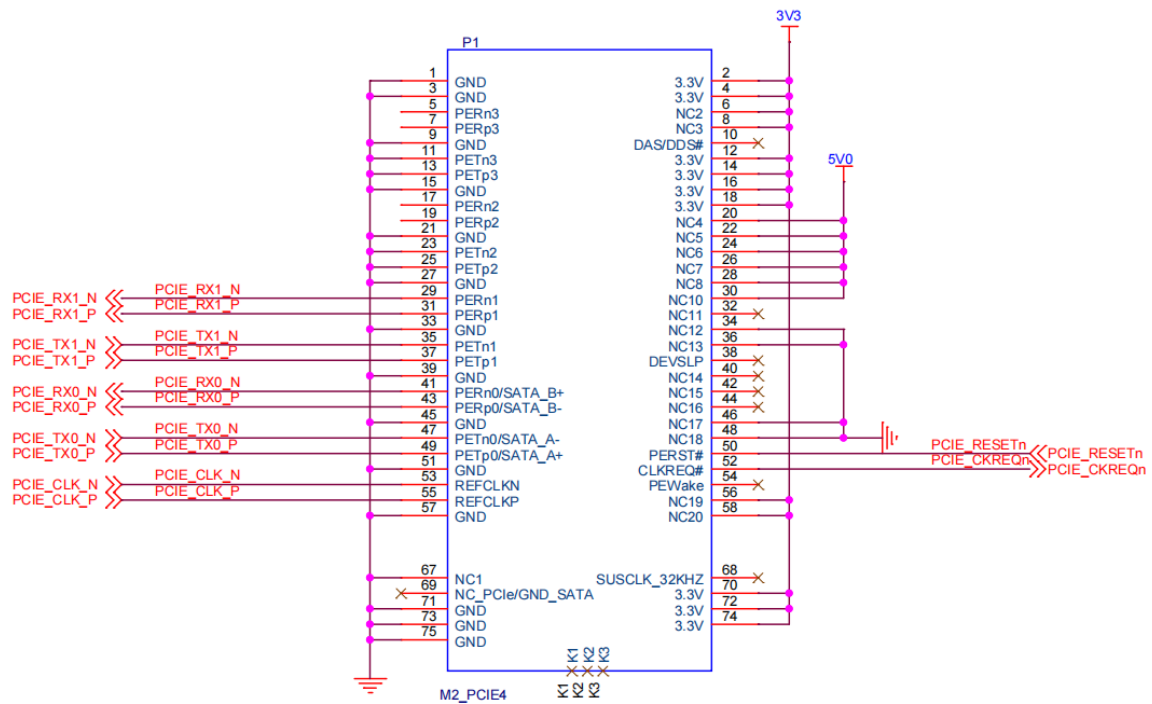 3V3
P1
1 GND 3.3V 2
3 GND 3.3V 4
5 PERn3 NC2 6
7 PERp3 NC3 8
9 GND DAS/DDS# 10
11 PETn3 3.3V 12
5V0
13 PETp3 3.3V 14
15 GND 3.3V 16
17 PERn2 3.3V 18
19 PERp2 NC4 20
21 GND NC5 22
23 PETn2 NC6 24
25 PETp2 NC7 26
27 GND NC8 28
PCIE_RX1_N PCIE_RX1_N 29 PERn1 NC10 30
PCIE_RX1_P PCIE_RX1_P 31 PERp1 NC11 32
33 GND NC12 34
PCIE_TX1_N PCIE_TX1_N 35 PETn1 NC13 36
PCIE_TX1_P PCIE_TX1_P 37 PETp1 DEVSLP 38
39 GND NC14 40
PCIE_RX0_N PCIE_RX0_N 41 PERn0/SATA_B+ NC15 42
PCIE_RX0_P PCIE_RX0_P 43 PERp0/SATA_B- NC16 44
45 GND NC17 46
PCIE_TX0_N PCIE_TX0_N 47 PETn0/SATA_A- NC18 48
PCIE_TX0_P PCIE_TX0_P 49 PETp0/SATA_A+ PERST# 50 PCIE_RESETn PCIE_RESETn
51 GND CLKREQ# 52 PCIE_CKREQn PCIE_CKREQn
PCIE_CLK_N PCIE_CLK_N 53 REFCLKN PEWake 54
PCIE_CLK_P PCIE_CLK_P 55 REFCLKP NC19 56
57 GND NC20 58
67 NC1 SUSCLK_32KHZ 68
69 NC_PCIe/GND_SATA 3.3V 70
71 GND 3.3V 72
73 GND 3.3V 74
75 GND
K1 K2 K3
K1 K2 K3
M2_PCIE4